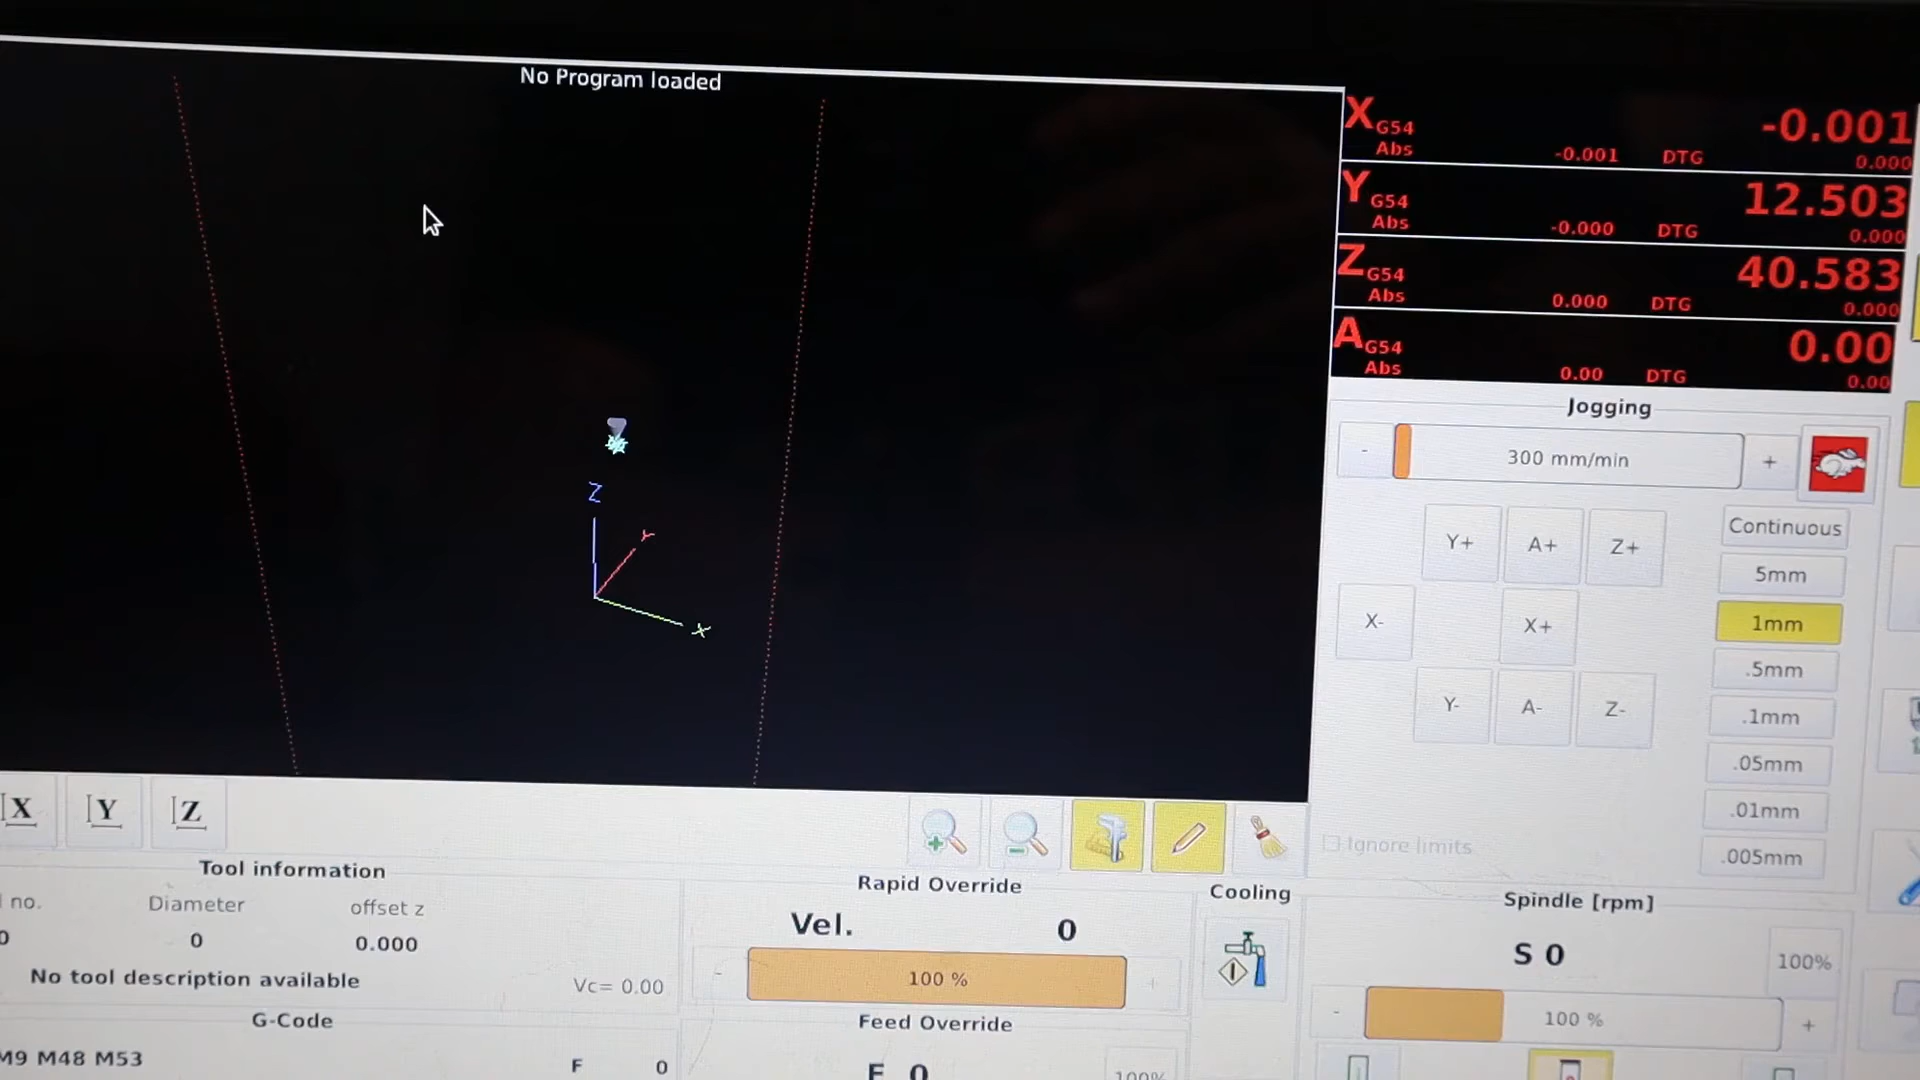 No Program loaded
X G54 -0.001
Abs -0.001 DTG 0.000
Y G54 12.503
Abs -0.000 DTG 0.000
Z G54 40.583
Abs 0.000 DTG 0.000
A G54 0.00
Abs 0.00 DTG 0.00
Jogging
- 300 mm/min +
Continuous
Y+ A+ Z+
5mm
X- X+
1mm
.5mm
Y- A- Z-
.1mm
.05mm
.01mm
Ignore limits
.005mm
Z
Y
X
X Y Z
Tool information
no. Diameter offset z
0 0 0.000
No tool description available Vc= 0.00
G-Code
M9 M48 M53 F 0
Rapid Override
Vel. 0
- 100 % +
Feed Override
F 0 100%
Cooling
Spindle [rpm]
S 0 100%
- 100 % +